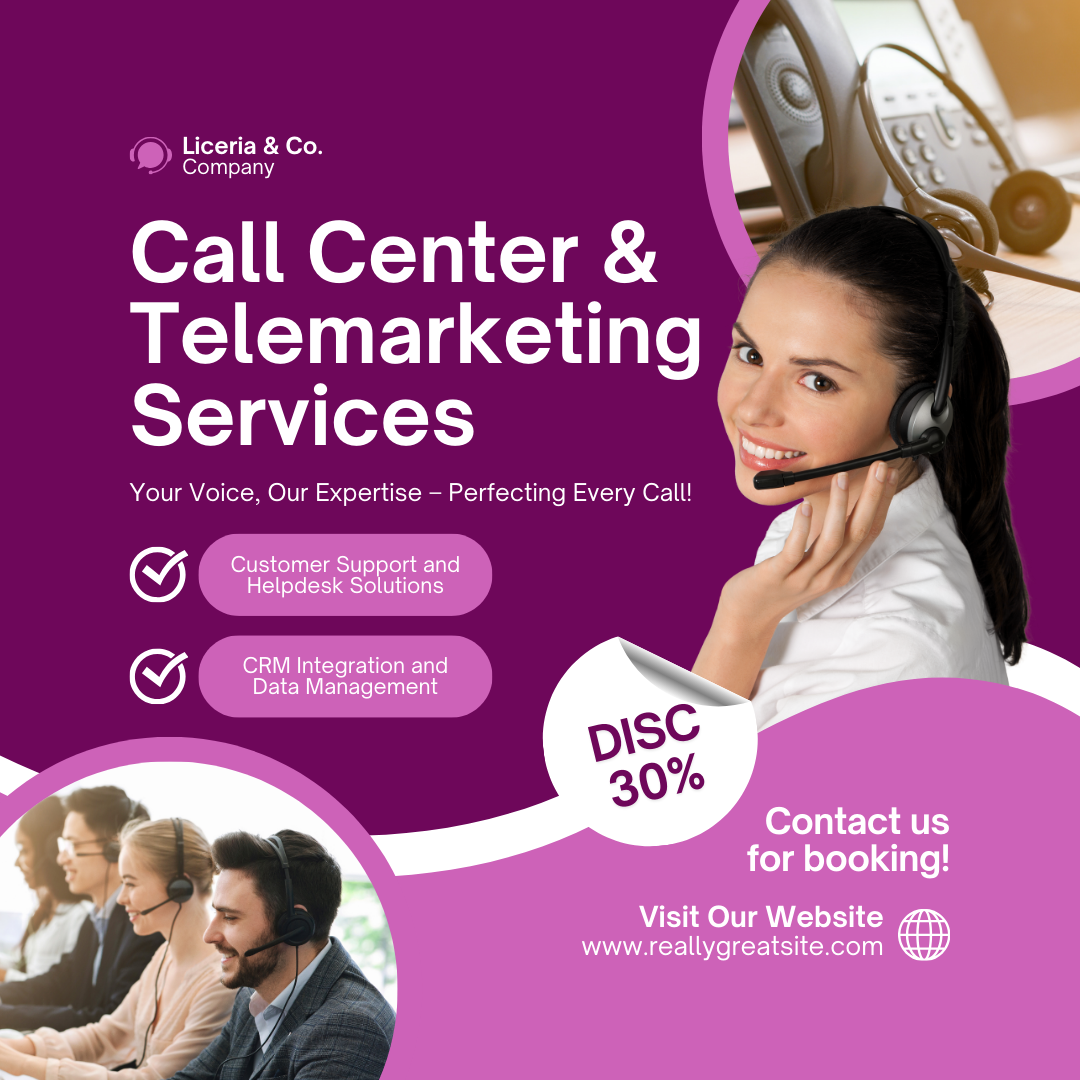 Liceria & Co.
Company
Call Center &
Telemarketing
Services
Your Voice, Our Expertise – Perfecting Every Call!
Customer Support and
Helpdesk Solutions
CRM Integration and
Data Management
DISC
30%
Contact us
for booking!
Visit Our Website
www.reallygreatsite.com